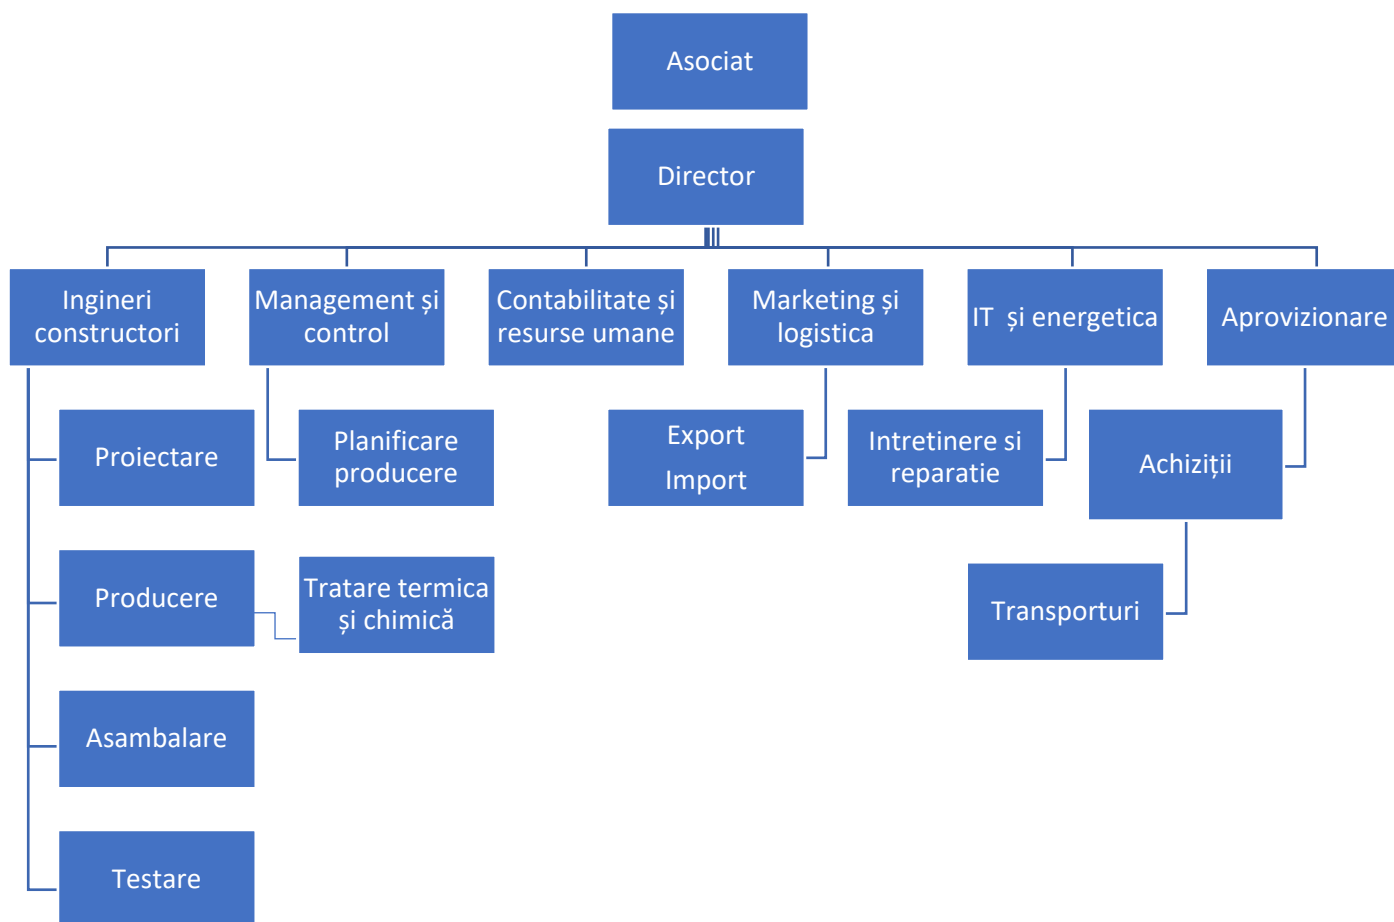 Asociat
Director
Ingineri
constructori
Management și
control
Contabilitate și
resurse umane
Marketing și
logistica
IT  și energetica
Aprovizionare
Proiectare
Planificare
producere
Export
Import
Intretinere si
reparatie
Achiziții
Producere
Tratare termica
și chimică
Transporturi
Asambalare
Testare